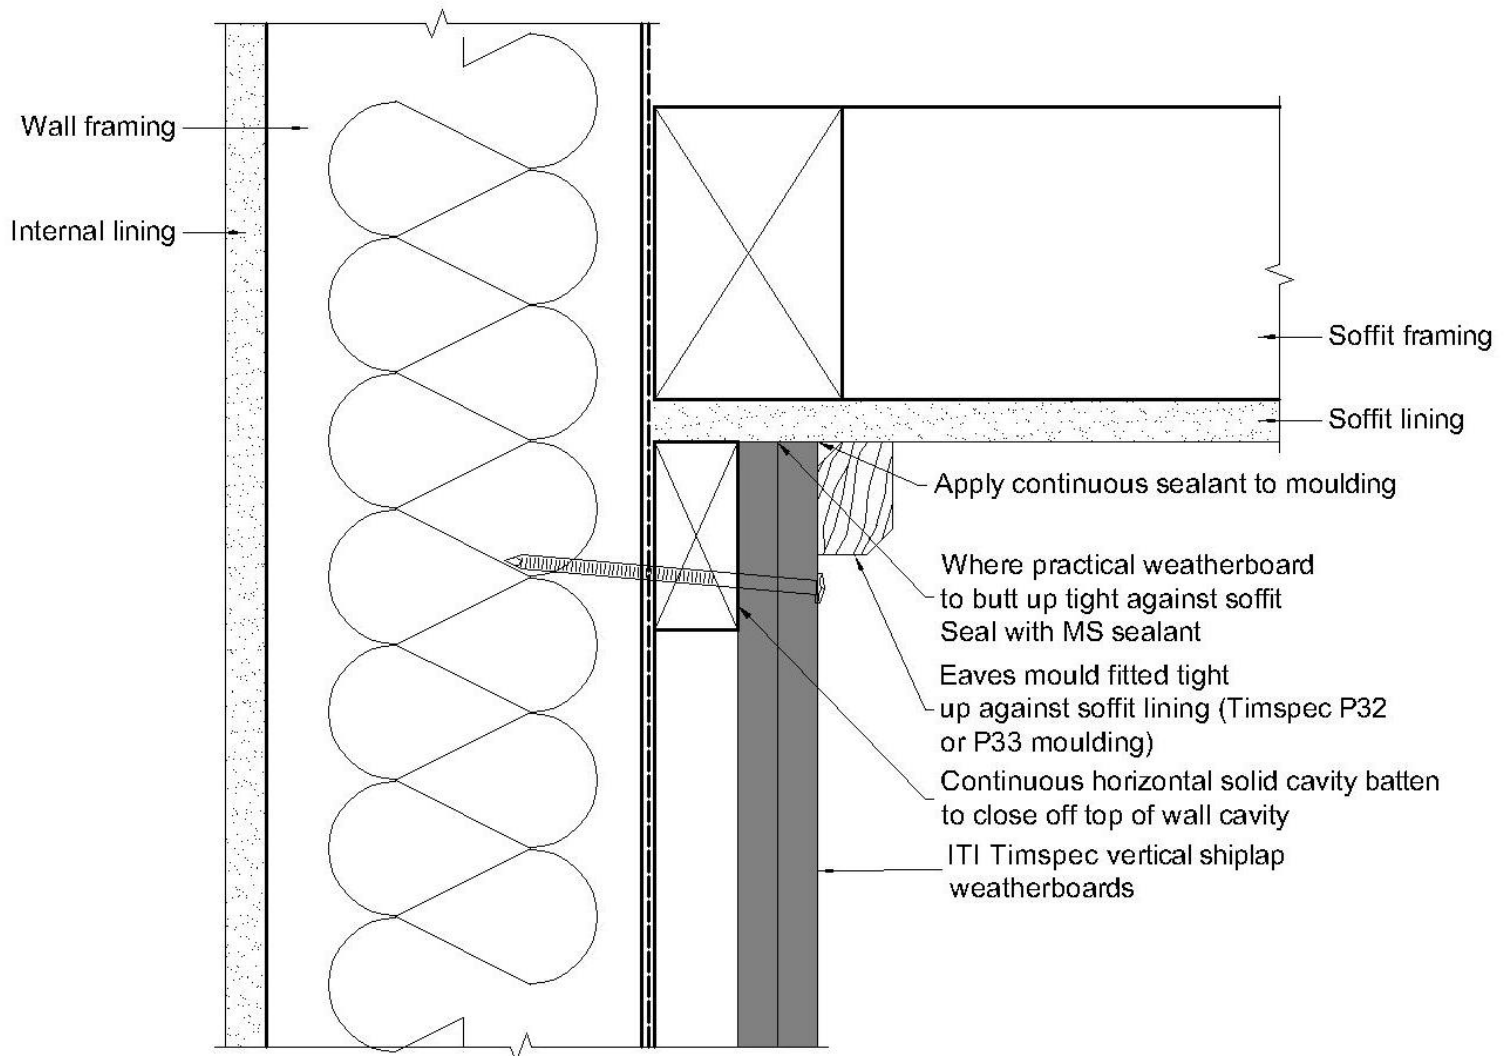 Wall framing
Internal lining
Soffit framing
Soffit lining
Apply continuous sealant to moulding
Where practical weatherboard
to butt up tight against soffit
Seal with MS sealant
Eaves mould fitted tight
up against soffit lining (Timspec P32
or P33 moulding)
Continuous horizontal solid cavity batten
to close off top of wall cavity
ITI Timspec vertical shiplap
weatherboards